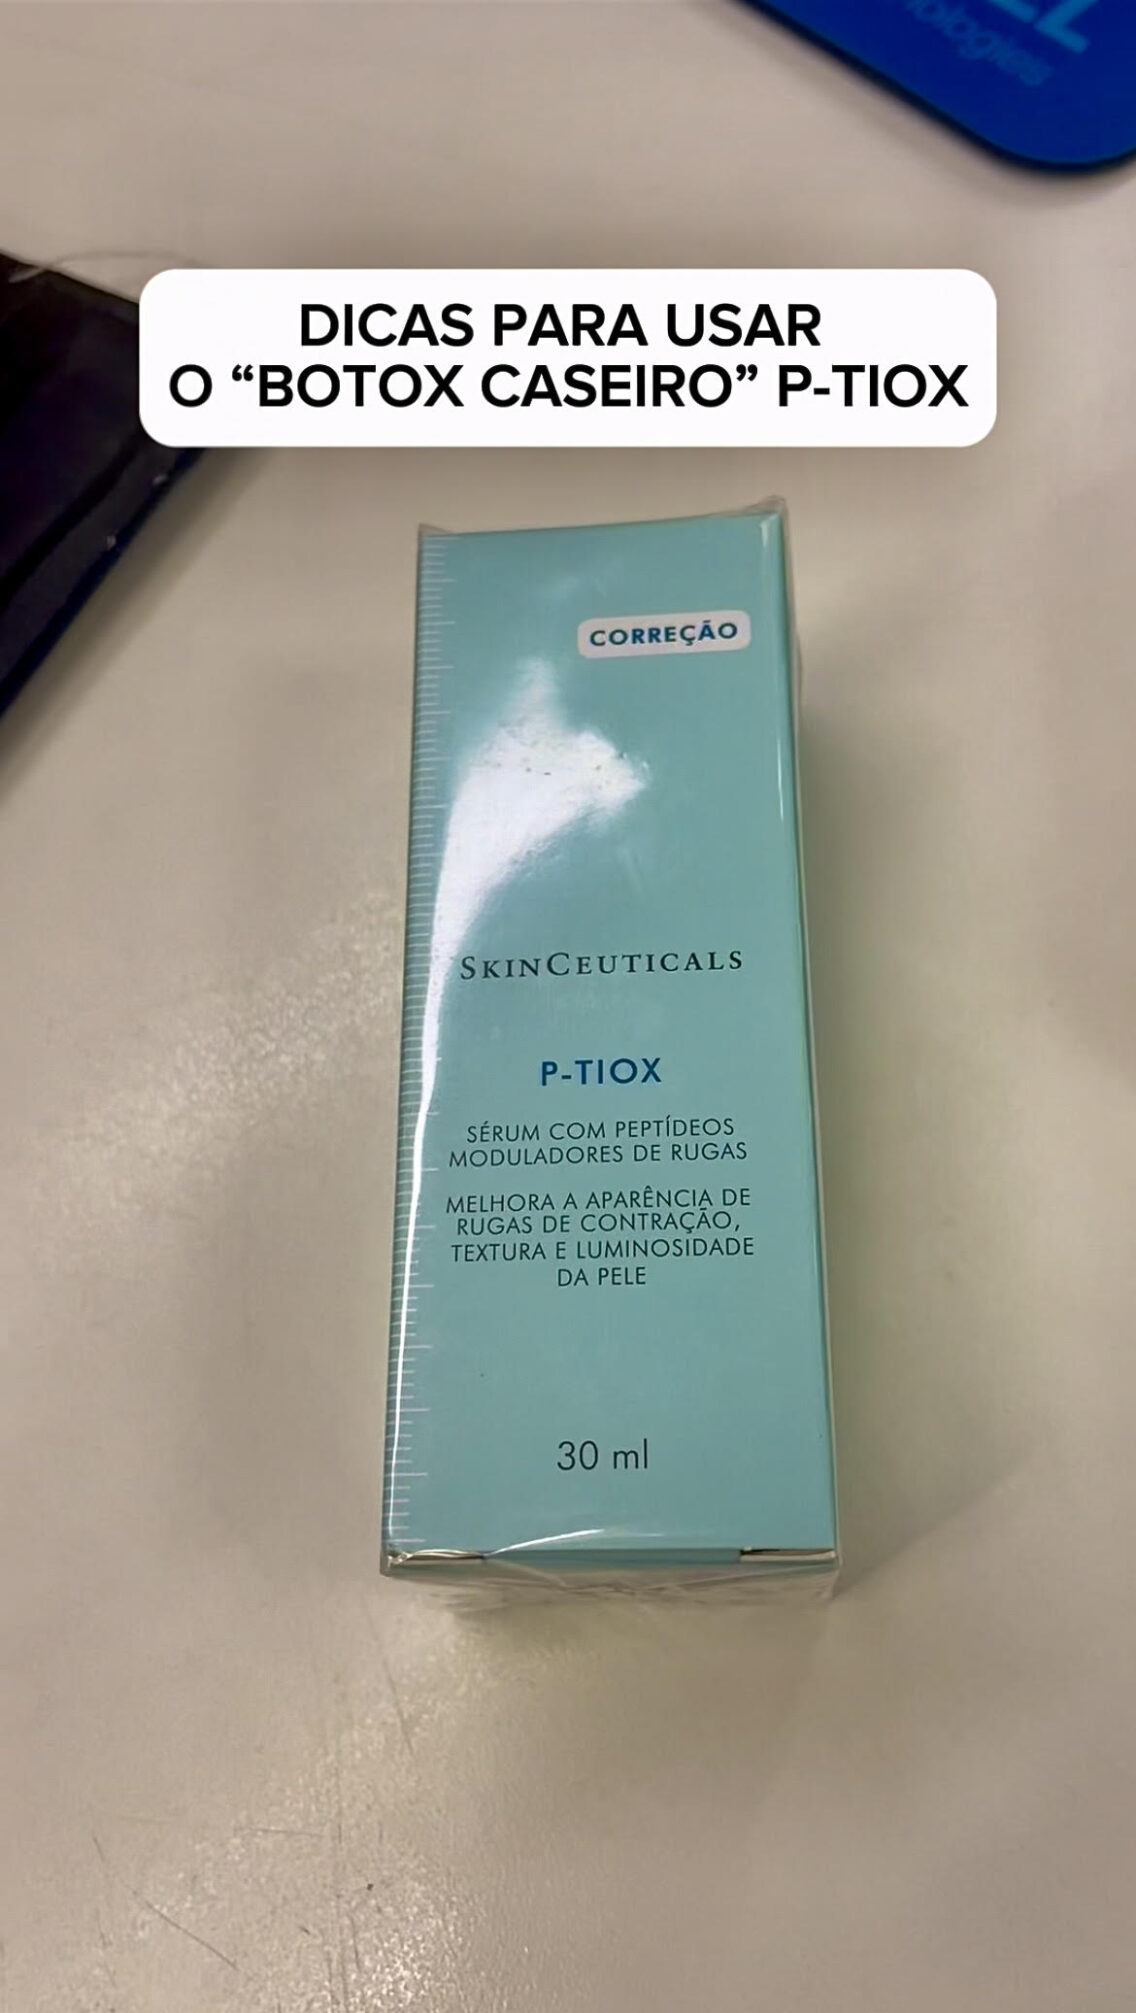 DICAS PARA USAR
O “BOTOX CASEIRO” P-TIOX
CORREÇÃO
SKINCEUTICALS
P-TIOX
SÉRUM COM PEPTÍDEOS
MODULADORES DE RUGAS
MELHORA A APARÊNCIA DE
RUGAS DE CONTRAÇÃO,
TEXTURA E LUMINOSIDADE
DA PELE
30 ml